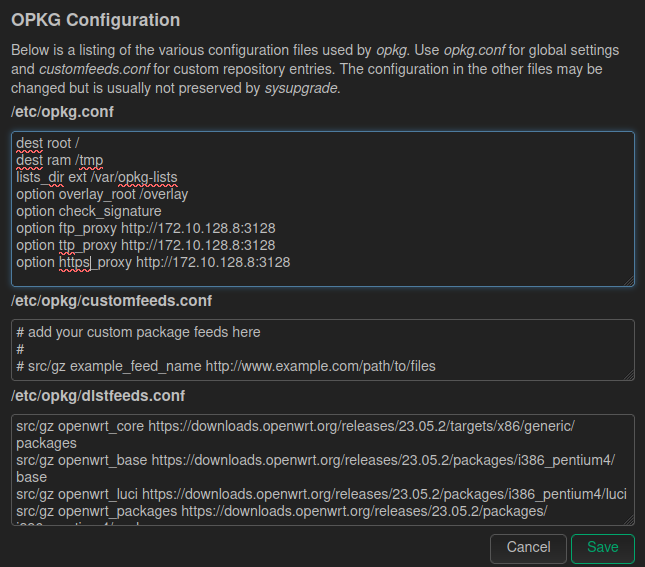 OPKG Configuration
Below is a listing of the various configuration files used by opkg. Use opkg.conf for global settings
and customfeeds.conf for custom repository entries. The configuration in the other files may be
changed but is usually not preserved by sysupgrade.
/etc/opkg.conf
dest root /
dest ram /tmp
lists_dir ext /var/opkg-lists
option overlay_root /overlay
option check_signature
option ftp_proxy http://172.10.128.8:3128
option ttp_proxy http://172.10.128.8:3128
option https_proxy http://172.10.128.8:3128
/etc/opkg/customfeeds.conf
# add your custom package feeds here
#
# src/gz example_feed_name http://www.example.com/path/to/files
/etc/opkg/distfeeds.conf
src/gz openwrt_core https://downloads.openwrt.org/releases/23.05.2/targets/x86/generic/
packages
src/gz openwrt_base https://downloads.openwrt.org/releases/23.05.2/packages/i386_pentium4/
base
src/gz openwrt_luci https://downloads.openwrt.org/releases/23.05.2/packages/i386_pentium4/luci
src/gz openwrt_packages https://downloads.openwrt.org/releases/23.05.2/packages/
Cancel
Save